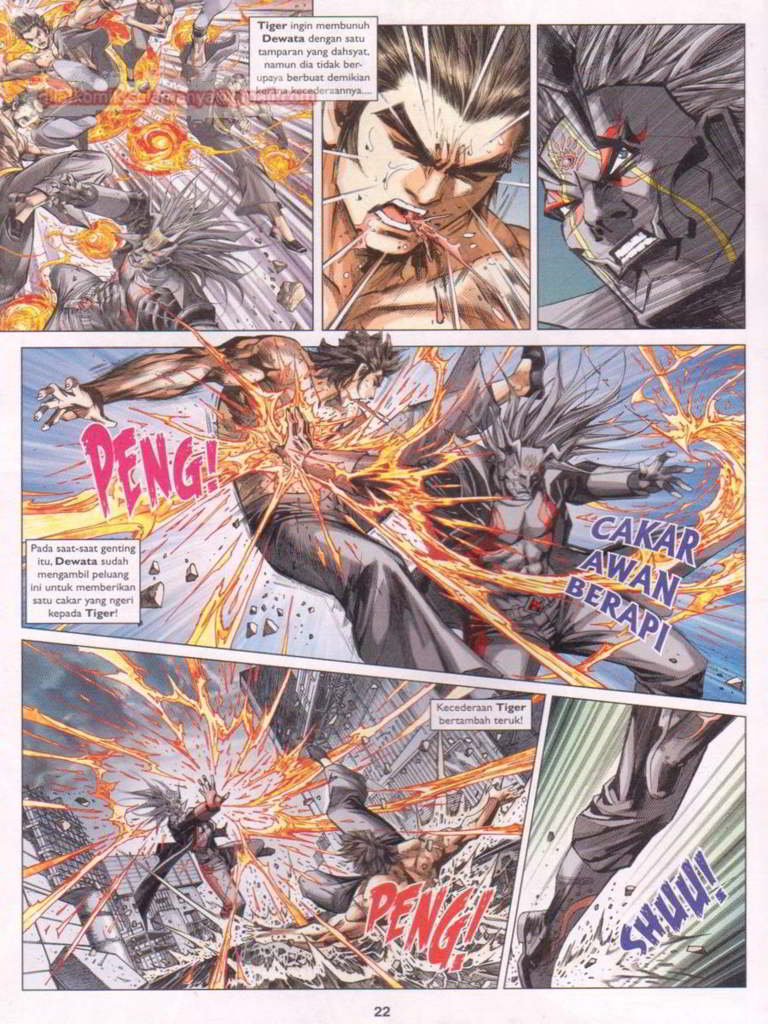 Tiger ingin membunuh
Dewata dengan satu
tamparan yang dahsyat,
namun dia tidak ber-
upaya berbuat demikian
kerana kecederaannya....
PENG!
Pada saat-saat genting
itu, Dewata sudah
mengambil peluang
ini untuk memberikan
satu cakar yang ngeri
kepada Tiger!
CAKAR
AWAN
BERAPI
Kecederaan Tiger
bertambah teruk!
PENG!
SHUU!
22